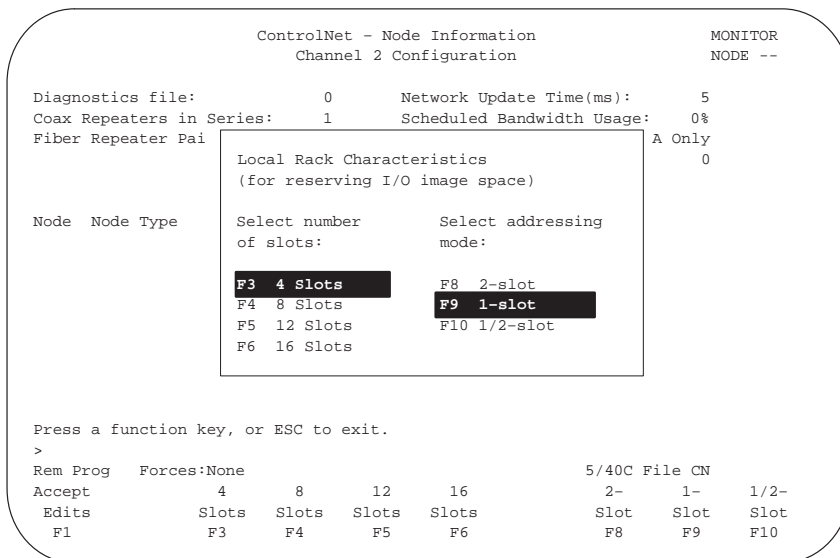 ControlNet – Node Information MONITOR
Channel 2 Configuration NODE --
Diagnostics file: 0 Network Update Time(ms): 5
Coax Repeaters in Series: 1 Scheduled Bandwidth Usage: 0%
Fiber Repeater Pai A Only
Local Rack Characteristics 0
(for reserving I/O image space)
Node Node Type Select number Select addressing
of slots: mode:
F3 4 Slots F8 2-slot
F4 8 Slots F9 1-slot
F5 12 Slots F10 1/2-slot
F6 16 Slots
Press a function key, or ESC to exit.
>
Rem Prog Forces:None 5/40C File CN
Accept 4 8 12 16 2- 1- 1/2-
Edits Slots Slots Slots Slots Slot Slot Slot
F1 F3 F4 F5 F6 F8 F9 F10